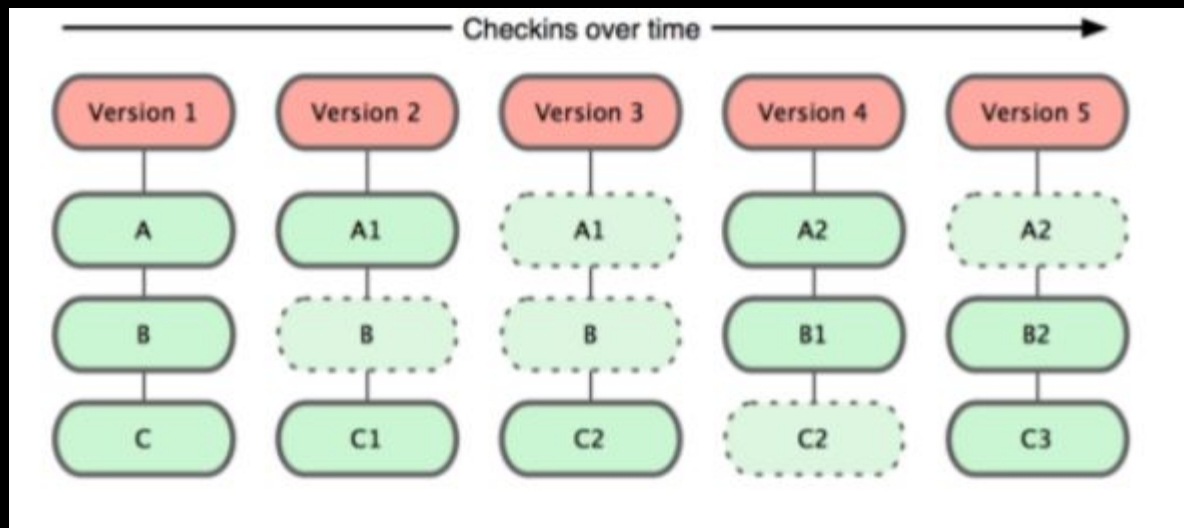 Checkins over time
Version 1 Version 2 Version 3 Version 4 Version 5
A A1 A1 A2 A2
B B B B1 B2
C C1 C2 C2 C3